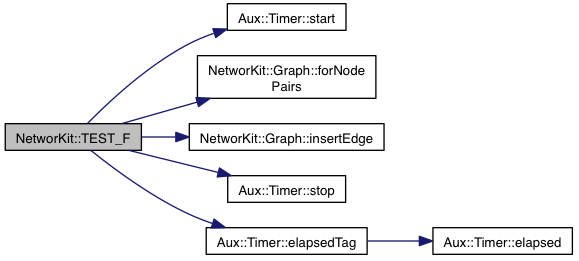 Aux::Timer::start
NetworKit::Graph::forNode
Pairs
NetworKit::TEST_F
NetworKit::Graph::insertEdge
Aux::Timer::stop
Aux::Timer::elapsedTag
Aux::Timer::elapsed